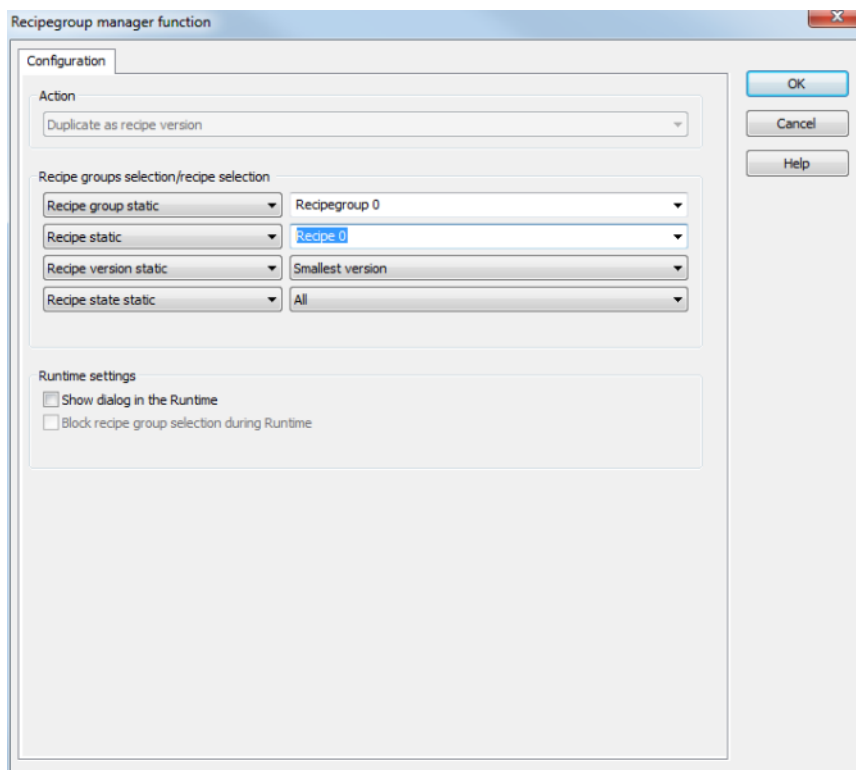 Recipegroup manager function
Configuration
OK
Cancel
Help
Action
Duplicate as recipe version
Recipe groups selection/recipe selection
Recipe group static Recipegroup 0
Recipe static Recipe 0
Recipe version static Smallest version
Recipe state static All
Runtime settings
Show dialog in the Runtime
Block recipe group selection during Runtime